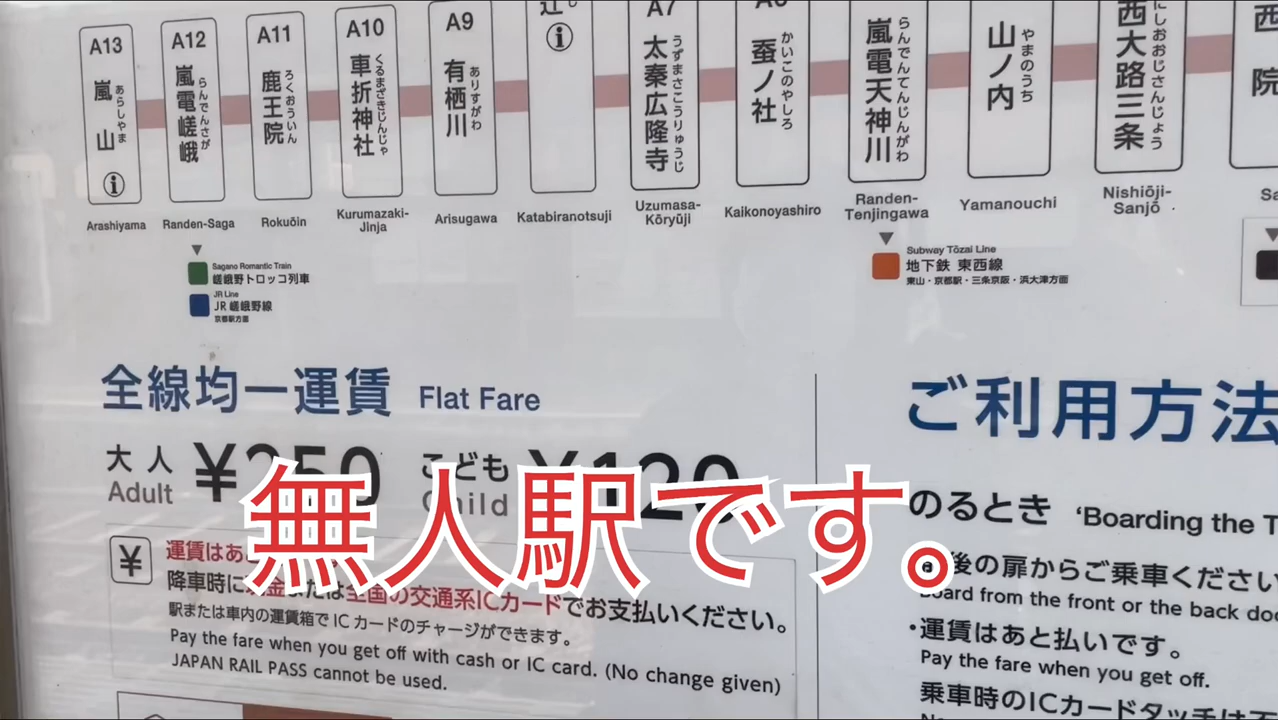 A13 嵐山 あらしやま Arashiyama
A12 嵐電嵯峨 らんでんさが Randen-Saga
A11 鹿王院 ろくおういん Rokuōin
A10 車折神社 くるまざきじんじゃ Kurumazaki-Jinja
A9 有栖川 ありすがわ Arisugawa
辻 Katabiranotsuji
A7 太秦広隆寺 うずまさこうりゅうじ Uzumasa-Kōryūji
蚕ノ社 かいこのやしろ Kaikonoyashiro
嵐電天神川 らんでんてんじんがわ Randen-Tenjingawa
山ノ内 やまのうち Yamanouchi
西大路三条 にしおおじさんじょう Nishiōji-Sanjō
西院
Sagano Romantic Train
嵯峨野トロッコ列車
JR Line
JR 嵯峨野線
京都駅方面
Subway Tōzai Line
地下鉄 東西線
東山・京都駅・三条京阪・浜大津方面
全線均一運賃 Flat Fare
大人 ¥250 こども ¥120
Adult Child
無人駅です。
¥ 運賃はあ
降車時に現金または全国の交通系ICカードでお支払いください。
駅または車内の運賃箱で IC カードのチャージができます。
Pay the fare when you get off with cash or IC card. (No change given)
JAPAN RAIL PASS cannot be used.
ご利用方法
のるとき 'Boarding the
後の扉からご乗車ください
Board from the front or the back
・運賃はあと払いです。
Pay the fare when you get off.
乗車時のICカードタッチは